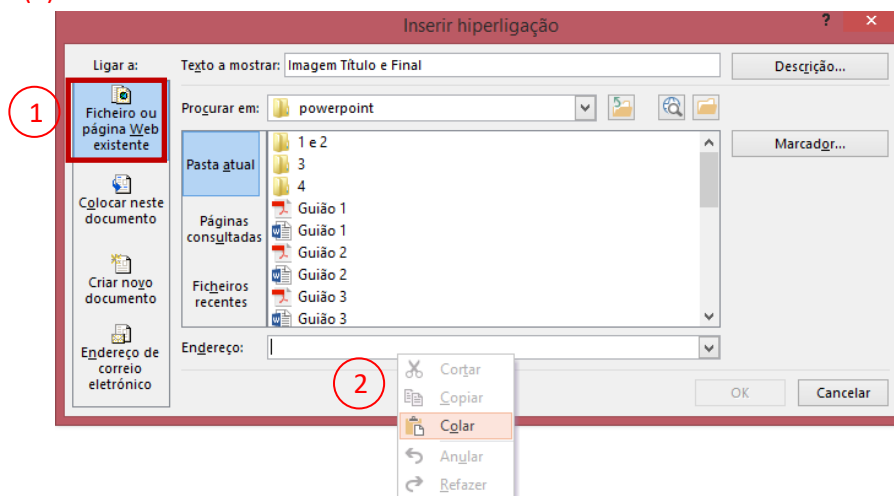 Inserir hiperligação
?
×
Ligar a:
Texto a mostrar: Imagem Título e Final
Descrição...
1
Ficheiro ou
página Web
existente
Procurar em: powerpoint
Pasta atual
1 e 2
3
4
Guião 1
Guião 1
Guião 2
Guião 2
Guião 3
Guião 3
Marcador...
Colocar neste
documento
Páginas
consultadas
Criar novo
documento
Ficheiros
recentes
Endereço de
correio
eletrónico
Endereço:
2
Cortar
Copiar
Colar
Anular
Refazer
OK
Cancelar